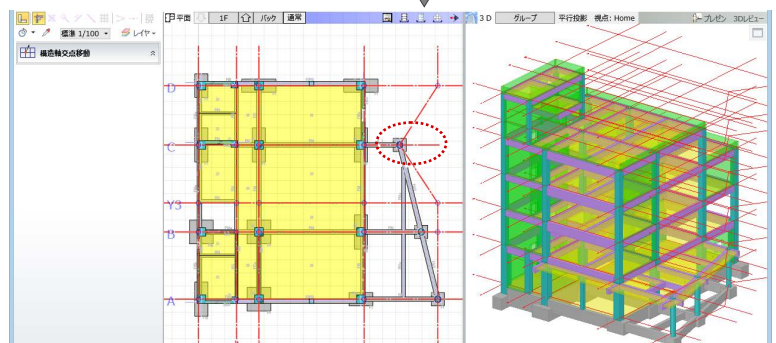 平面 1F バック 通常
3 D グループ 平行投影 視点: Home プレゼン 3Dレビュー
標準 1/100 レイヤ
構造軸交点移動
D
C
Y3
B
A